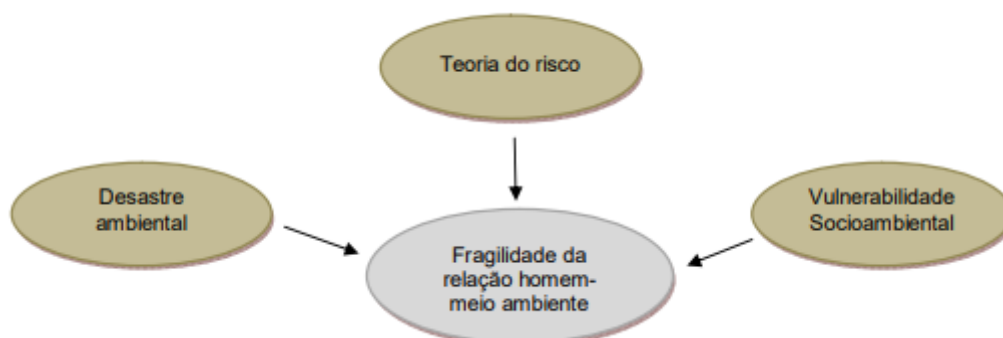 Teoria do risco
Desastre
ambiental
Vulnerabilidade
Socioambiental
Fragilidade da
relação homem-
meio ambiente